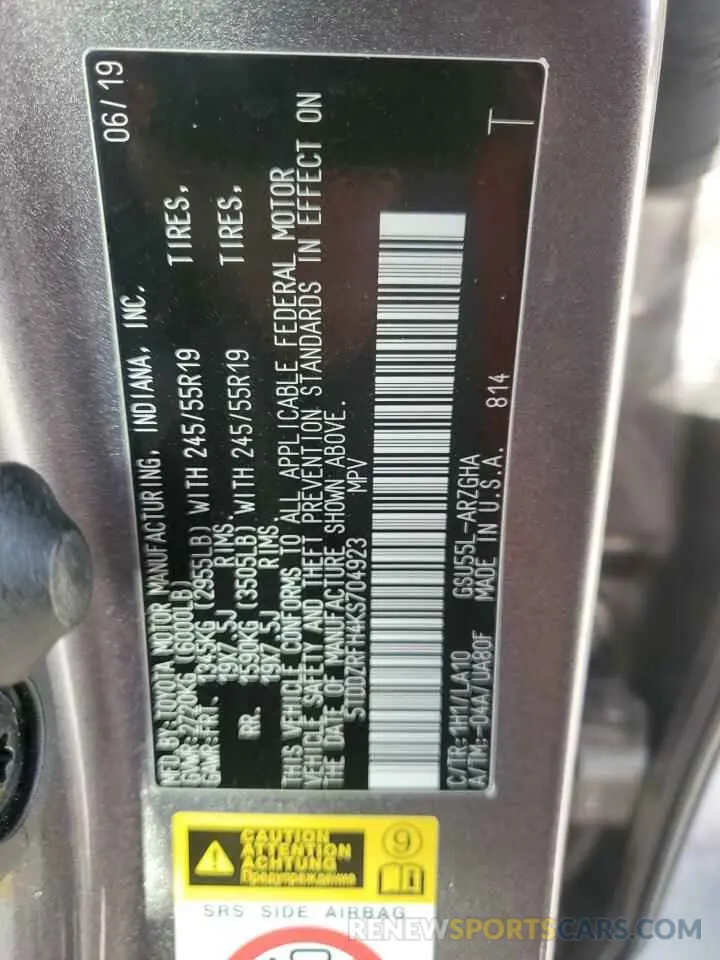 MFD.BY:TOYOTA MOTOR MANUFACTURING, INDIANA, INC. 06/19
GVWR:2720KG (6000LB)
GAWR:FRT. 1345KG (2955LB) WITH 245/55R19 TIRES,
19X7.5J RIMS.
RR. 1590KG (3505LB) WITH 245/55R19 TIRES,
19X7.5J RIMS.
THIS VEHICLE CONFORMS TO ALL APPLICABLE FEDERAL MOTOR
VEHICLE SAFETY AND THEFT PREVENTION STANDARDS IN EFFECT ON
THE DATE OF MANUFACTURE SHOWN ABOVE.
5TDDZRFH4KS704923 MPV
C/TR: 1H1/LA10 GSU55L-ARZGHA
A/TM:-04A/UA80F MADE IN U.S.A. 814
T
CAUTION
ATTENTION
ACHTUNG
Предупреждение
9
SRS SIDE AIRBAG
RENEWSPORTSCARS.COM